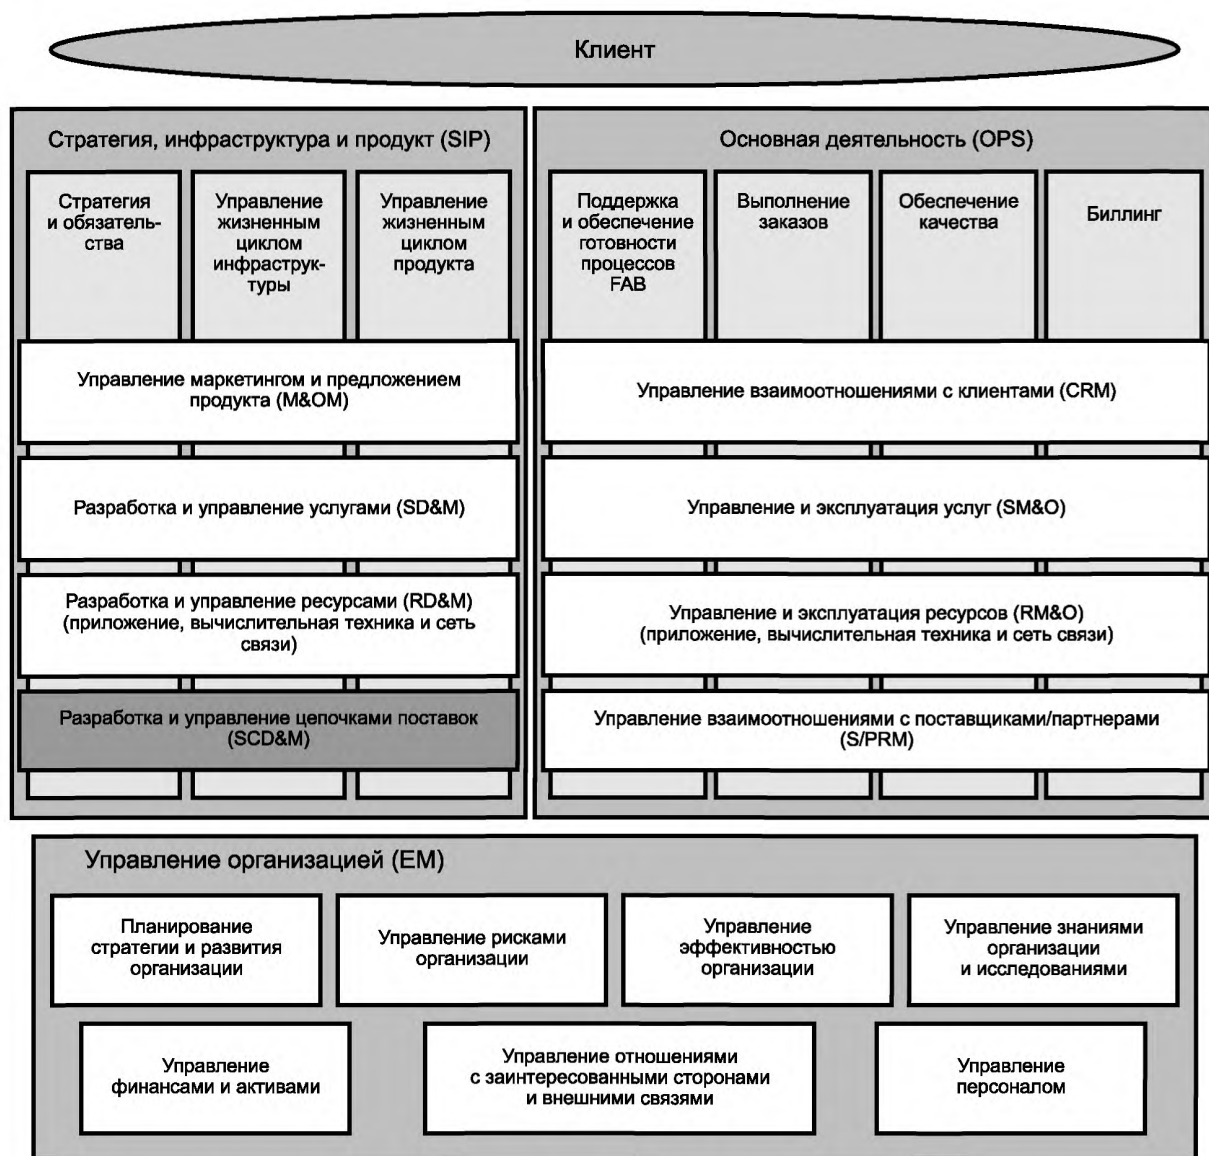 Клиент
Стратегия, инфраструктура и продукт (SIP)
Стратегия
и обязатель-
ства
Управление
жизненным
циклом
инфраструк-
туры
Управление
жизненным
циклом
продукта
Основная деятельность (OPS)
Поддержка
и обеспечение
готовности
процессов
FAB
Выполнение
заказов
Обеспечение
качества
Биллинг
Управление маркетингом и предложением
продукта (M&OM)
Управление взаимоотношениями с клиентами (CRM)
Разработка и управление услугами (SD&M)
Управление и эксплуатация услуг (SM&O)
Разработка и управление ресурсами (RD&M)
(приложение, вычислительная техника и сеть
связи)
Управление и эксплуатация ресурсов (RM&O)
(приложение, вычислительная техника и сеть связи)
Разработка и управление цепочками поставок
(SCD&M)
Управление взаимоотношениями с поставщиками/партнерами
(S/PRM)
Управление организацией (EM)
Планирование
стратегии и развития
организации
Управление рисками
организации
Управление
эффективностью
организации
Управление знаниями
организации
и исследованиями
Управление
финансами и активами
Управление отношениями
с заинтересованными сторонами
и внешними связями
Управление
персоналом